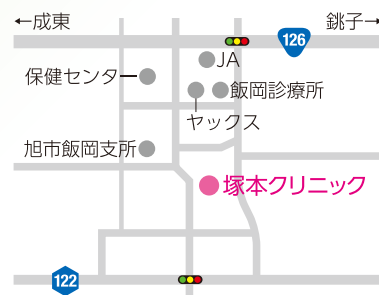 ←成東
銚子→
126
JA
保健センター
飯岡診療所
ヤックス
旭市飯岡支所
塚本クリニック
122